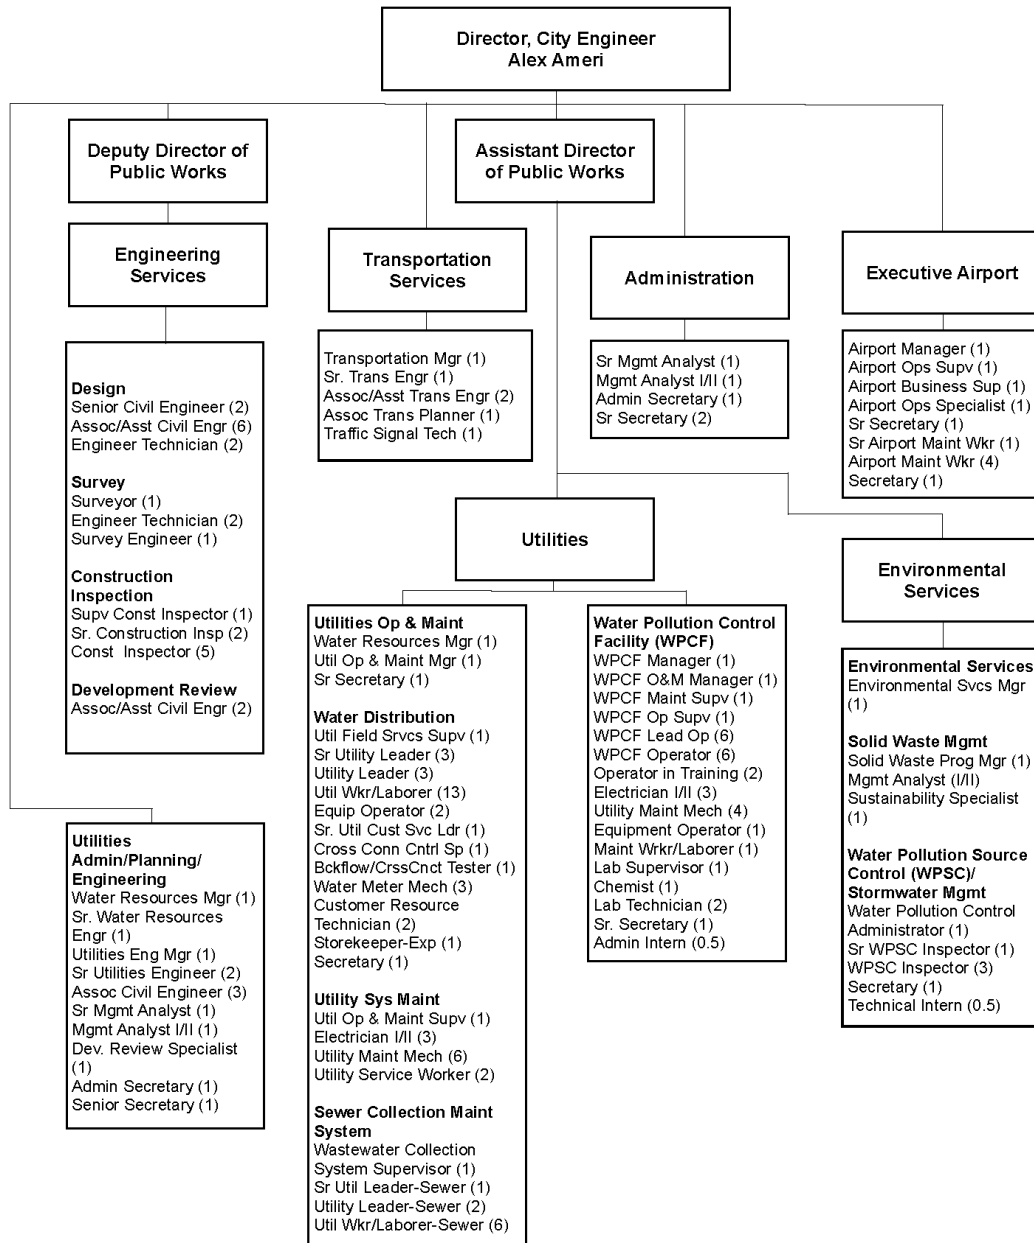 Director, City Engineer
Alex Ameri
Deputy Director of
Public Works
Assistant Director
of Public Works
Engineering
Services
Transportation
Services
Administration
Executive Airport
Design
Senior Civil Engineer (2)
Assoc/Asst Civil Engr (6)
Engineer Technician (2)
Survey
Surveyor (1)
Engineer Technician (2)
Survey Engineer (1)
Construction
Inspection
Supv Const Inspector (1)
Sr. Construction Insp (2)
Const Inspector (5)
Development Review
Assoc/Asst Civil Engr (2)
Transportation Mgr (1)
Sr. Trans Engr (1)
Assoc/Asst Trans Engr (2)
Assoc Trans Planner (1)
Traffic Signal Tech (1)
Sr Mgmt Analyst (1)
Mgmt Analyst I/II (1)
Admin Secretary (1)
Sr Secretary (2)
Airport Manager (1)
Airport Ops Supv (1)
Airport Business Sup (1)
Airport Ops Specialist (1)
Sr Secretary (1)
Sr Airport Maint Wkr (1)
Airport Maint Wkr (4)
Secretary (1)
Utilities
Environmental
Services
Utilities
Admin/Planning/
Engineering
Water Resources Mgr (1)
Sr. Water Resources
Engr (1)
Utilities Eng Mgr (1)
Sr Utilities Engineer (2)
Assoc Civil Engineer (3)
Sr Mgmt Analyst (1)
Mgmt Analyst I/II (1)
Dev. Review Specialist
(1)
Admin Secretary (1)
Senior Secretary (1)
Utilities Op & Maint
Water Resources Mgr (1)
Util Op & Maint Mgr (1)
Sr Secretary (1)
Water Distribution
Util Field Srvcs Supv (1)
Sr Utility Leader (3)
Utility Leader (3)
Util Wkr/Laborer (13)
Equip Operator (2)
Sr. Util Cust Svc Ldr (1)
Cross Conn Cntrl Sp (1)
Bckflow/CrssCnct Tester (1)
Water Meter Mech (3)
Customer Resource
Technician (2)
Storekeeper-Exp (1)
Secretary (1)
Utility Sys Maint
Util Op & Maint Supv (1)
Electrician I/II (3)
Utility Maint Mech (6)
Utility Service Worker (2)
Sewer Collection Maint
System
Wastewater Collection
System Supervisor (1)
Sr Util Leader-Sewer (1)
Utility Leader-Sewer (2)
Util Wkr/Laborer-Sewer (6)
Water Pollution Control
Facility (WPCF)
WPCF Manager (1)
WPCF O&M Manager (1)
WPCF Maint Supv (1)
WPCF Op Supv (1)
WPCF Lead Op (6)
WPCF Operator (6)
Operator in Training (2)
Electrician I/II (3)
Utility Maint Mech (4)
Equipment Operator (1)
Maint Wrkr/Laborer (1)
Lab Supervisor (1)
Chemist (1)
Lab Technician (2)
Sr. Secretary (1)
Admin Intern (0.5)
Environmental Services
Environmental Svcs Mgr
(1)
Solid Waste Mgmt
Solid Waste Prog Mgr (1)
Mgmt Analyst (I/II)
Sustainability Specialist
(1)
Water Pollution Source
Control (WPSC)/
Stormwater Mgmt
Water Pollution Control
Administrator (1)
Sr WPSC Inspector (1)
WPSC Inspector (3)
Secretary (1)
Technical Intern (0.5)